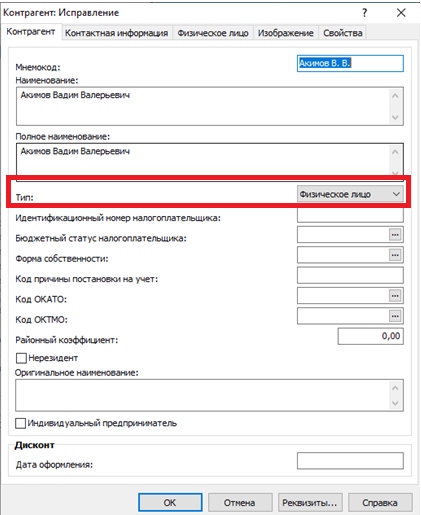 Контрагент: Исправление
Контрагент Контактная информация Физическое лицо Изображение Свойства
Мнемокод: Акимов В. В.
Наименование:
Акимов Вадим Валерьевич
Полное наименование:
Акимов Вадим Валерьевич
Тип: Физическое лицо
Идентификационный номер налогоплательщика:
Бюджетный статус налогоплательщика: ...
Форма собственности: ...
Код причины постановки на учет:
Код ОКАТО: ...
Код ОКТМО: ...
Районный коэффициент: 0,00
Нерезидент
Оригинальное наименование:
Индивидуальный предприниматель
Дисконт
Дата оформления:
ОК Отмена Реквизиты... Справка